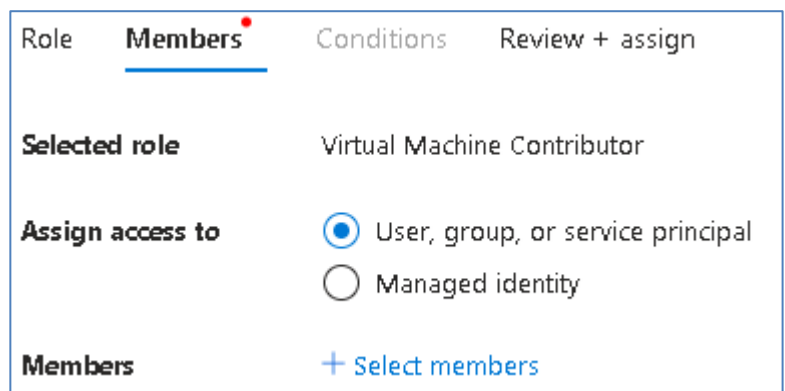 Role Members Conditions Review + assign
Selected role Virtual Machine Contributor
Assign access to User, group, or service principal
Managed identity
Members + Select members